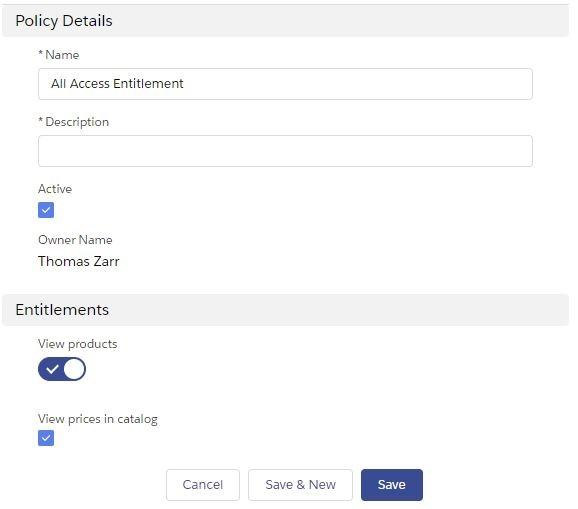 Policy Details
* Name
All Access Entitlement
* Description
Active
Owner Name
Thomas Zarr
Entitlements
View products
View prices in catalog
Cancel Save & New Save